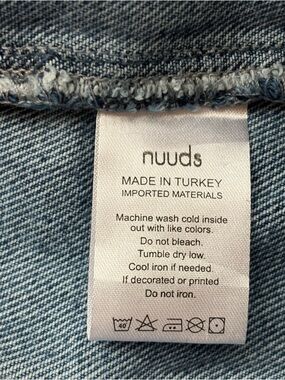 nuuds
MADE IN TURKEY
IMPORTED MATERIALS
Machine wash cold inside
out with like colors.
Do not bleach.
Tumble dry low.
Cool iron if needed.
If decorated or printed
Do not iron.
40